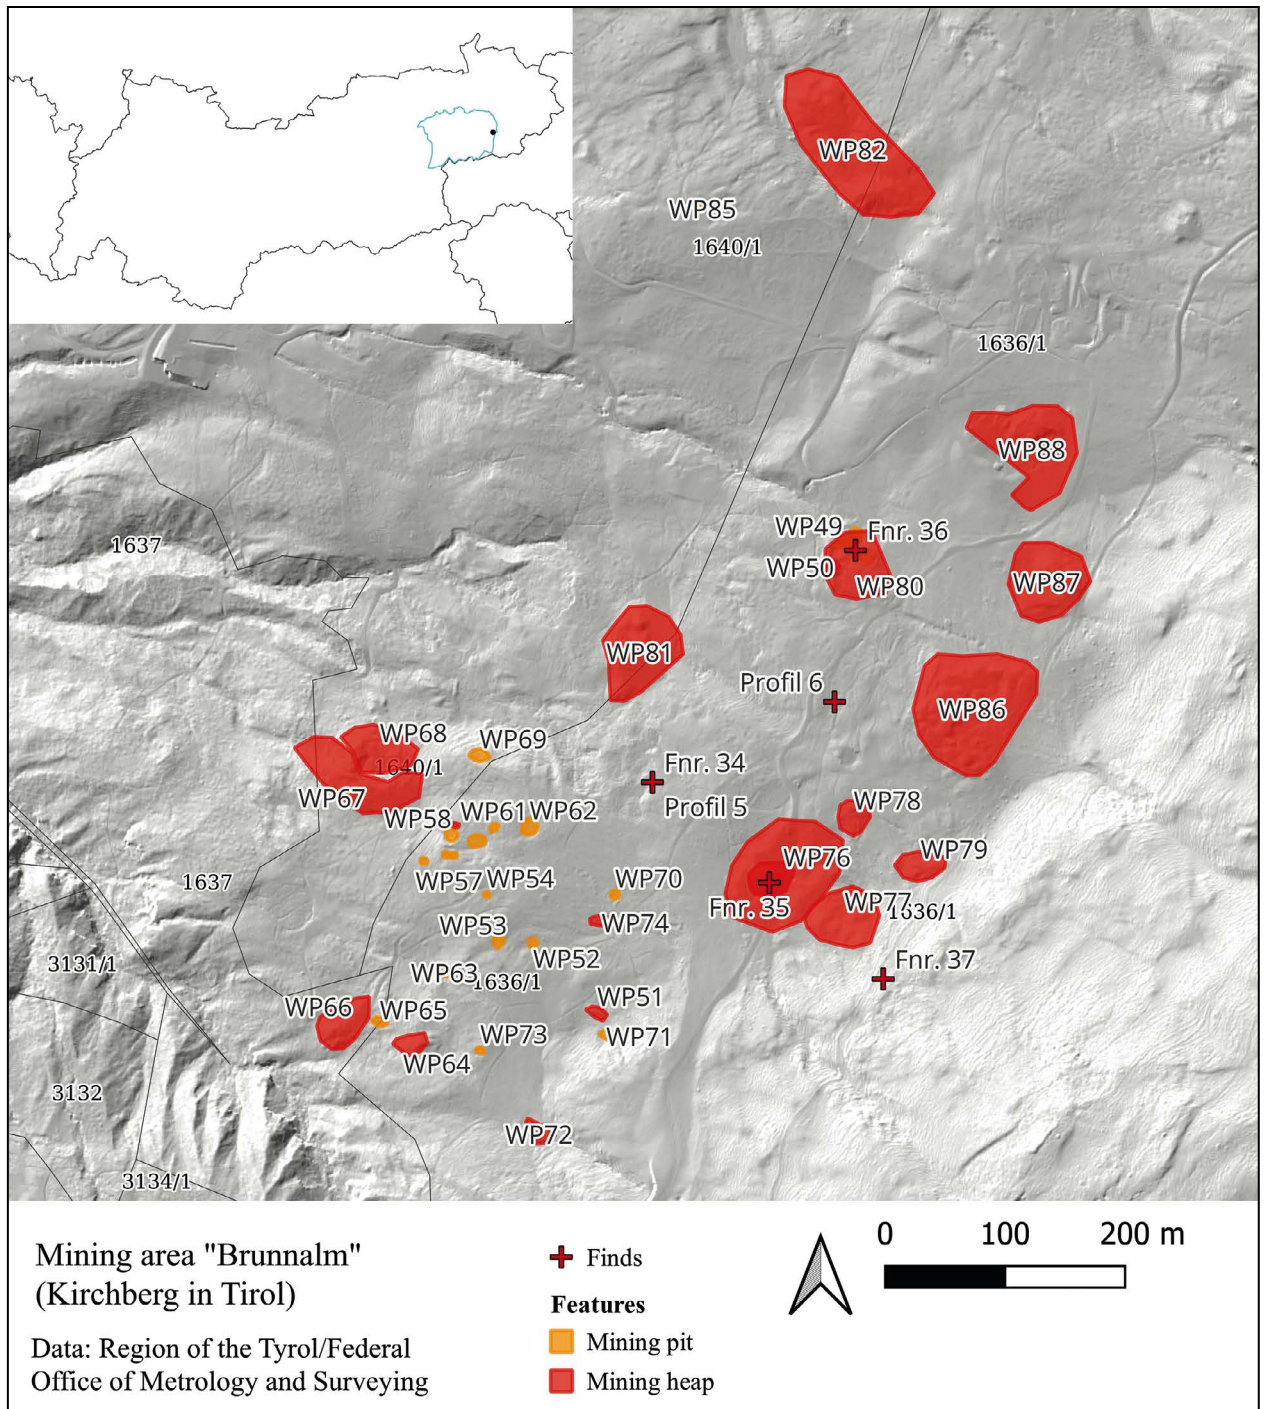 WP82
WP85
1640/1
1636/1
WP88
1637
WP49
Fnr. 36
WP50
WP80
WP87
WP81
Profil 6
WP86
WP68
WP69
1640/1
Fnr. 34
WP67
Profil 5
WP78
WP58
WP61
WP62
WP76
WP79
1637
WP57
WP54
WP70
Fnr. 35
WP77
1636/1
WP53
WP74
WP52
Fnr. 37
3131/1
WP63
1636/1
WP66
WP65
WP51
WP73
WP71
WP64
3132
WP72
3134/1
Mining area "Brunnalm"
(Kirchberg in Tirol)
Data: Region of the Tyrol/Federal
Office of Metrology and Surveying
Finds
Features
Mining pit
Mining heap
0 100 200 m